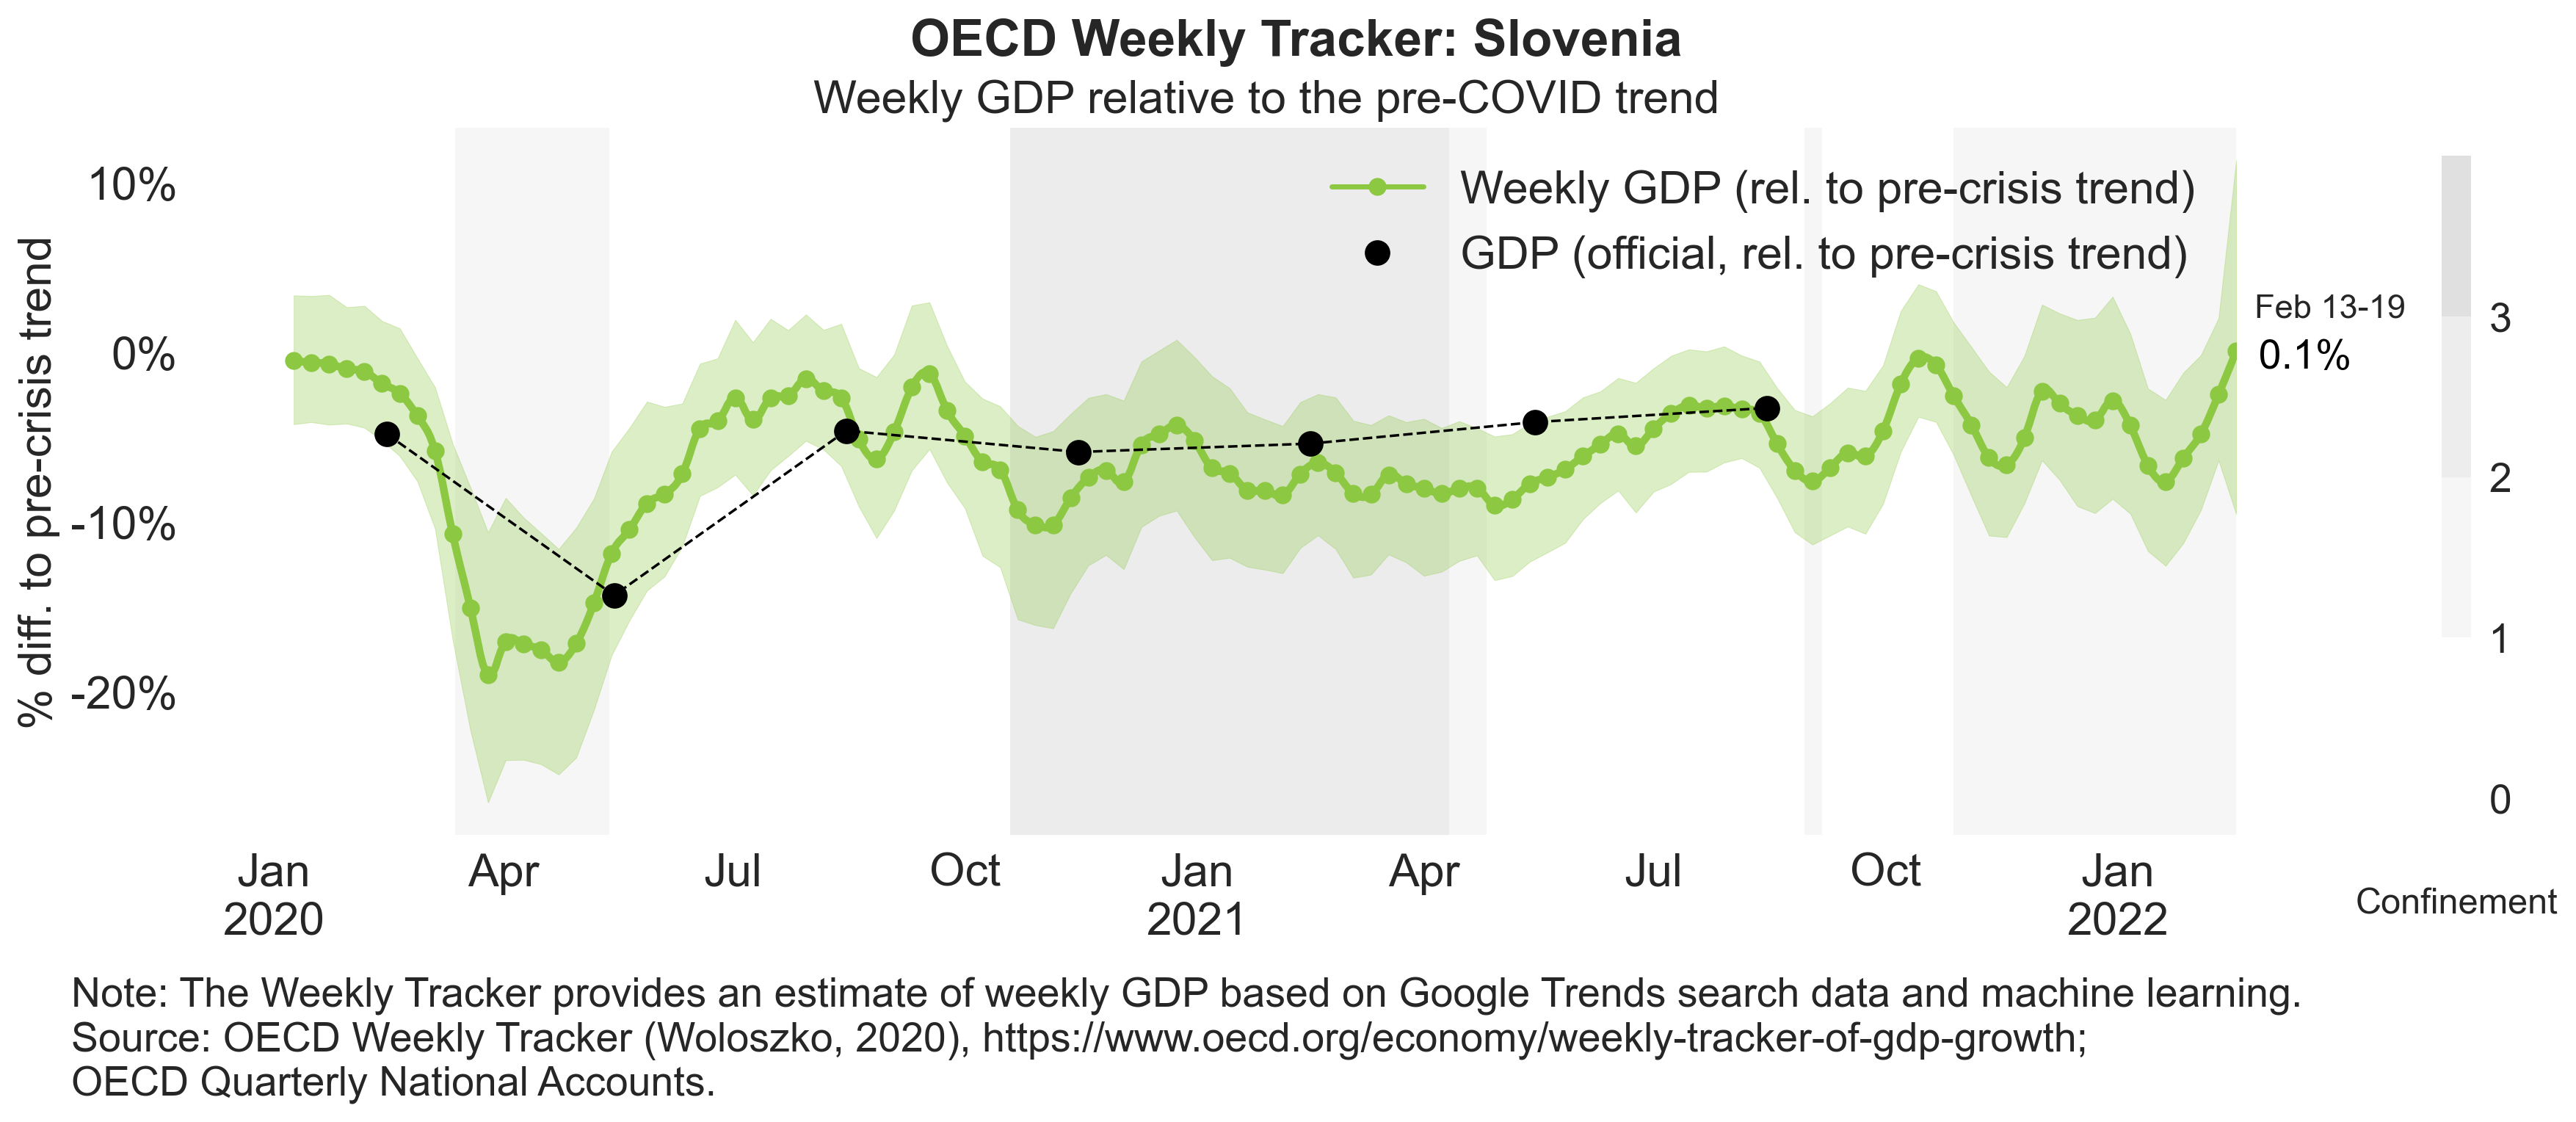 OECD Weekly Tracker: Slovenia
Weekly GDP relative to the pre-COVID trend
% diff. to pre-crisis trend
10%
0%
-10%
-20%
Weekly GDP (rel. to pre-crisis trend)
GDP (official, rel. to pre-crisis trend)
Feb 13-19
0.1%
3
2
1
0
Confinement
Jan Apr Jul Oct Jan Apr Jul Oct Jan
2020 2021 2022
Note: The Weekly Tracker provides an estimate of weekly GDP based on Google Trends search data and machine learning.
Source: OECD Weekly Tracker (Woloszko, 2020), https://www.oecd.org/economy/weekly-tracker-of-gdp-growth;
OECD Quarterly National Accounts.